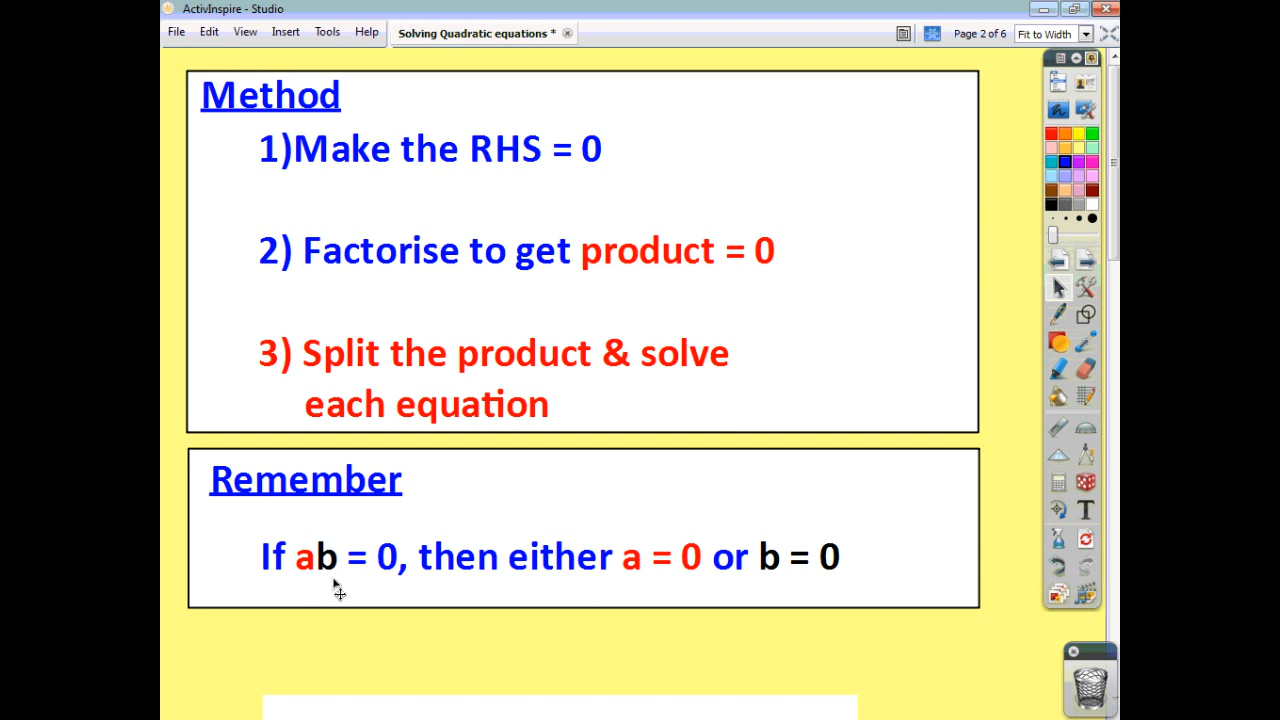 ActivInspire - Studio
File Edit View Insert Tools Help
Solving Quadratic equations *
Page 2 of 6
Fit to Width
Method
1)Make the RHS = 0
2) Factorise to get product = 0
3) Split the product & solve
each equation
Remember
If ab = 0, then either a = 0 or b = 0